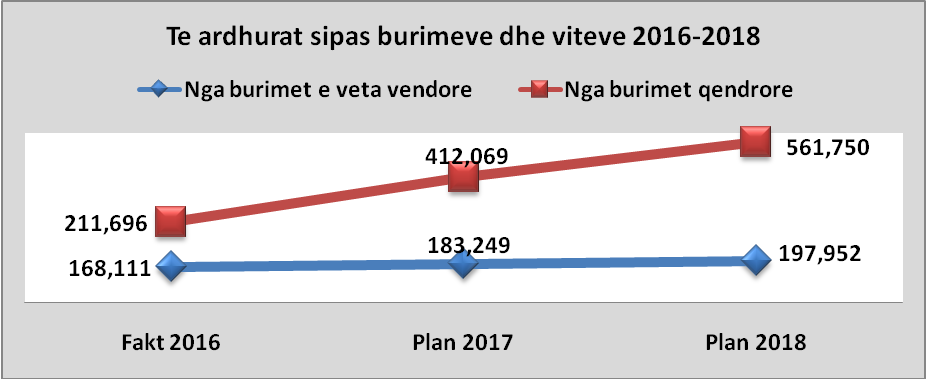 Te ardhurat sipas burimeve dhe viteve 2016-2018
Nga burimet e veta vendore
Nga burimet qendrore
412,069
561,750
211,696
183,249
168,111
197,952
Fakt 2016
Plan 2017
Plan 2018